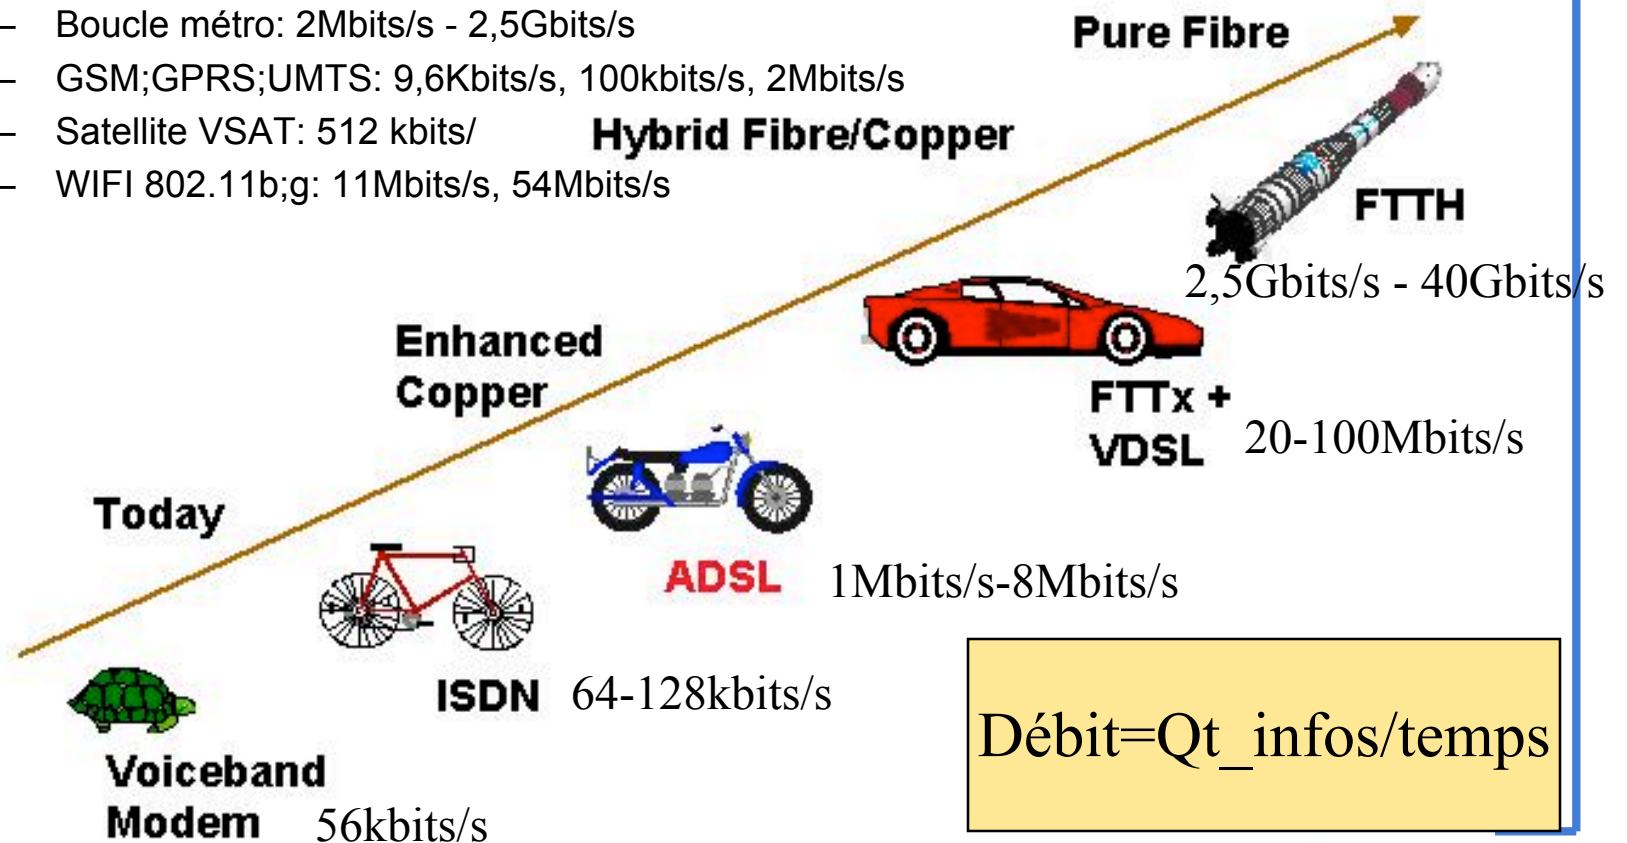 – Boucle métro: 2Mbits/s - 2,5Gbits/s
– GSM;GPRS;UMTS: 9,6Kbits/s, 100kbits/s, 2Mbits/s
– Satellite VSAT: 512 kbits/
– WIFI 802.11b;g: 11Mbits/s, 54Mbits/s
Pure Fibre
Hybrid Fibre/Copper
FTTH
2,5Gbits/s - 40Gbits/s
Enhanced
Copper
FTTx +
VDSL
20-100Mbits/s
Today
ADSL
1Mbits/s-8Mbits/s
ISDN
64-128kbits/s
Débit=Qt_infos/temps
Voiceband
Modem
56kbits/s